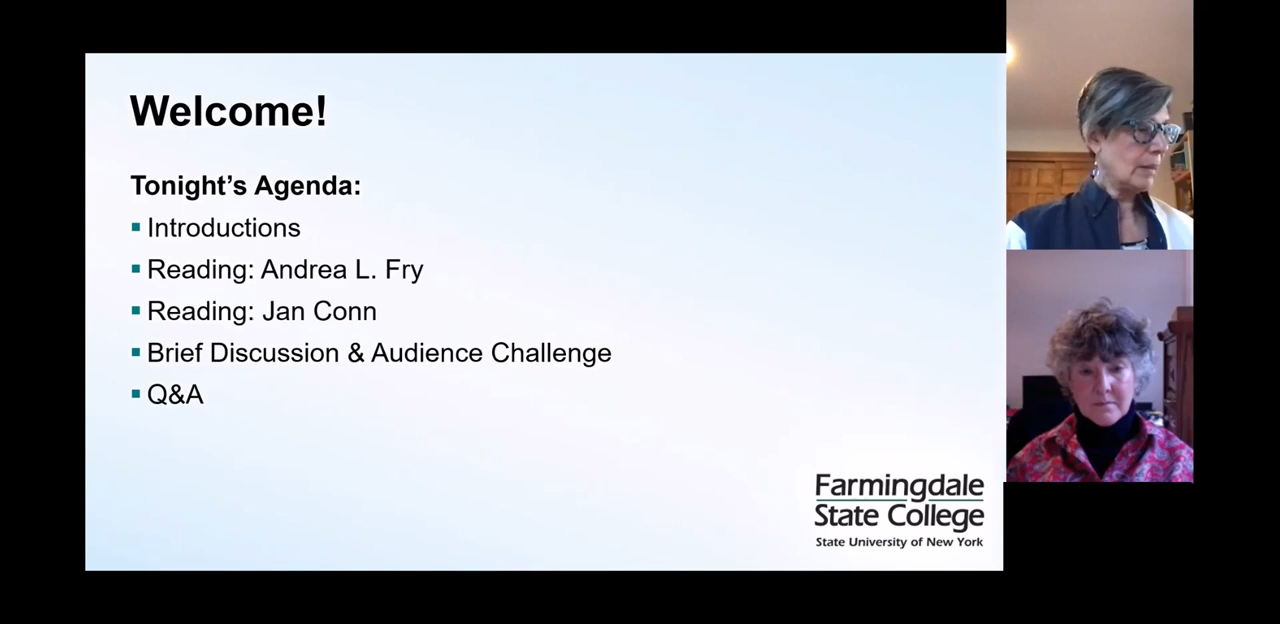 Welcome!
Tonight’s Agenda:
Introductions
Reading: Andrea L. Fry
Reading: Jan Conn
Brief Discussion & Audience Challenge
Q&A
Farmingdale
State College
State University of New York